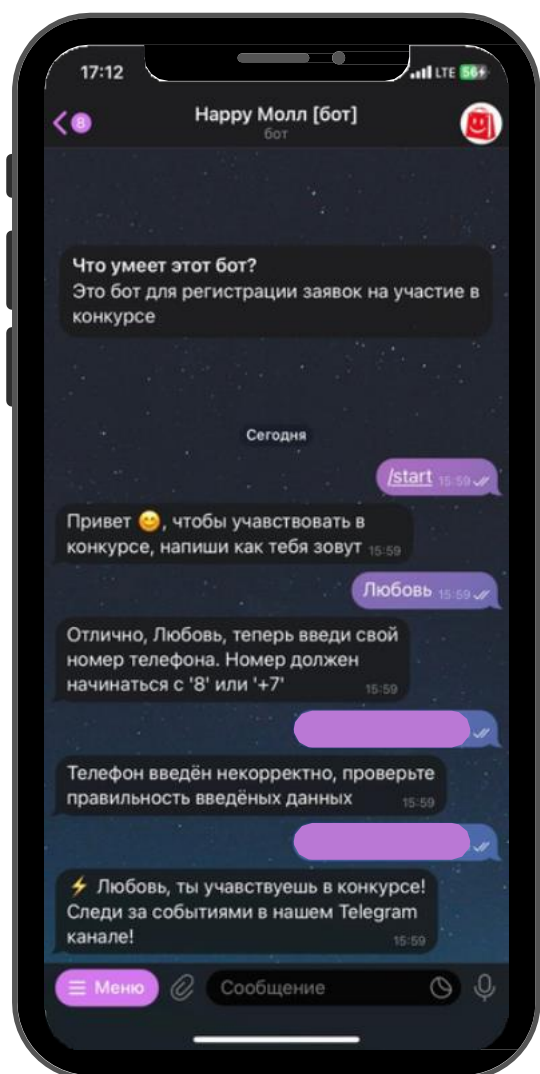 17:12
LTE 56
8
Happy Молл [бот]
бот
Что умеет этот бот?
Это бот для регистрации заявок на участие в
конкурсе
Сегодня
/start 15:59
Привет 😊, чтобы учавствовать в
конкурсе, напиши как тебя зовут 15:59
Любовь 15:59
Отлично, Любовь, теперь введи свой
номер телефона. Номер должен
начинаться с '8' или '+7' 15:59
Телефон введён некорректно, проверьте
правильность введёных данных 15:59
⚡ Любовь, ты учавствуешь в конкурсе!
Следи за событиями в нашем Telegram
канале! 15:59
Меню
Сообщение